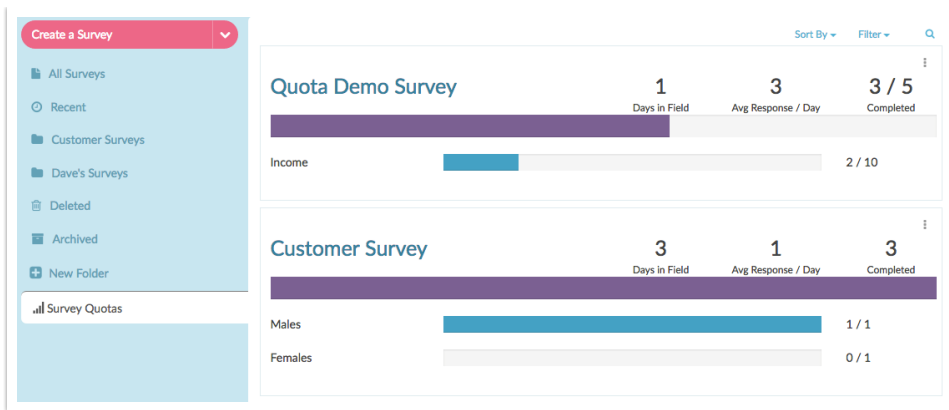 Create a Survey
All Surveys
Recent
Customer Surveys
Dave's Surveys
Deleted
Archived
New Folder
Survey Quotas
Sort By Filter
Quota Demo Survey
1 3 3 / 5
Days in Field Avg Response / Day Completed
Income 2 / 10
Customer Survey
3 1 3
Days in Field Avg Response / Day Completed
Males 1 / 1
Females 0 / 1